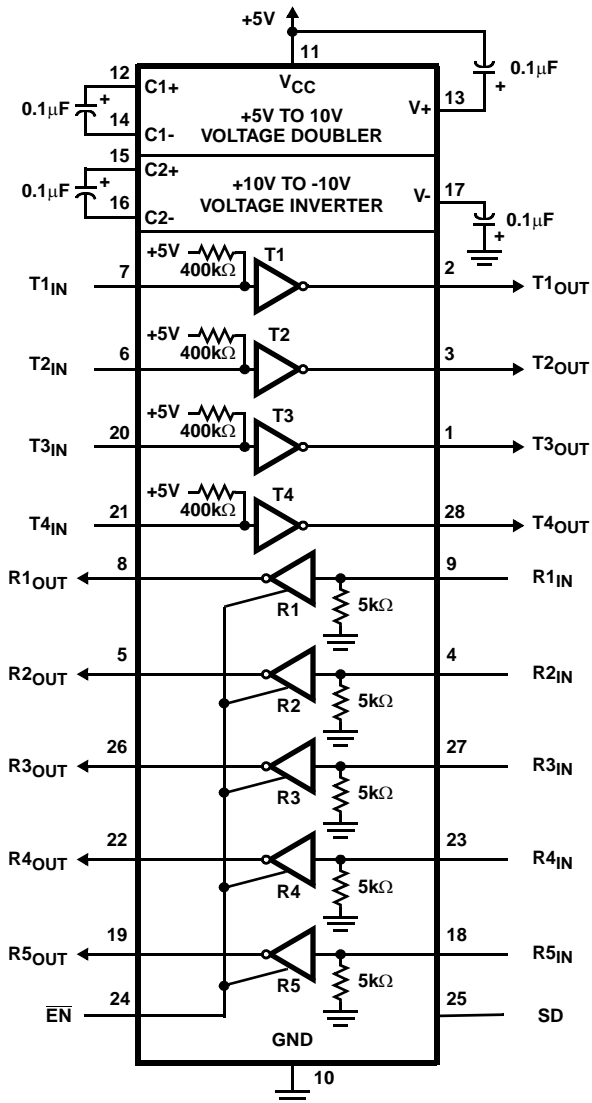 +5V
11
12
C1+
VCC
0.1μF
+
0.1μF
+
13
V+
+5V TO 10V
VOLTAGE DOUBLER
14
C1-
15
C2+
0.1μF
+
+10V TO -10V
VOLTAGE INVERTER
V-
17
16
C2-
0.1μF
+
+5V
400kΩ
T1
T1IN
7
2
T1OUT
+5V
400kΩ
T2
T2IN
6
3
T2OUT
+5V
400kΩ
T3
T3IN
20
1
T3OUT
+5V
400kΩ
T4
T4IN
21
28
T4OUT
R1OUT
8
9
R1IN
R1
5kΩ
R2OUT
5
4
R2IN
R2
5kΩ
R3OUT
26
27
R3IN
R3
5kΩ
R4OUT
22
23
R4IN
R4
5kΩ
R5OUT
19
18
R5IN
R5
5kΩ
E̅N̅
24
25
SD
GND
10